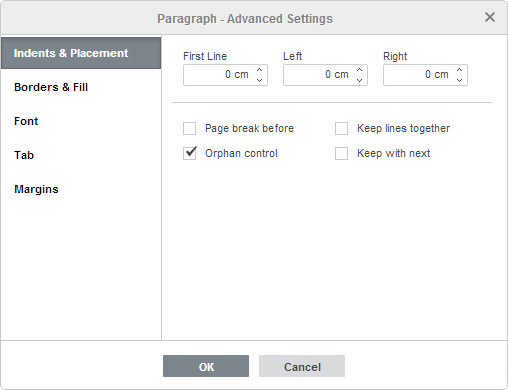 Paragraph - Advanced Settings
Indents & Placement
Borders & Fill
Font
Tab
Margins
First Line Left Right
0 cm 0 cm 0 cm
Page break before Keep lines together
Orphan control Keep with next
OK Cancel